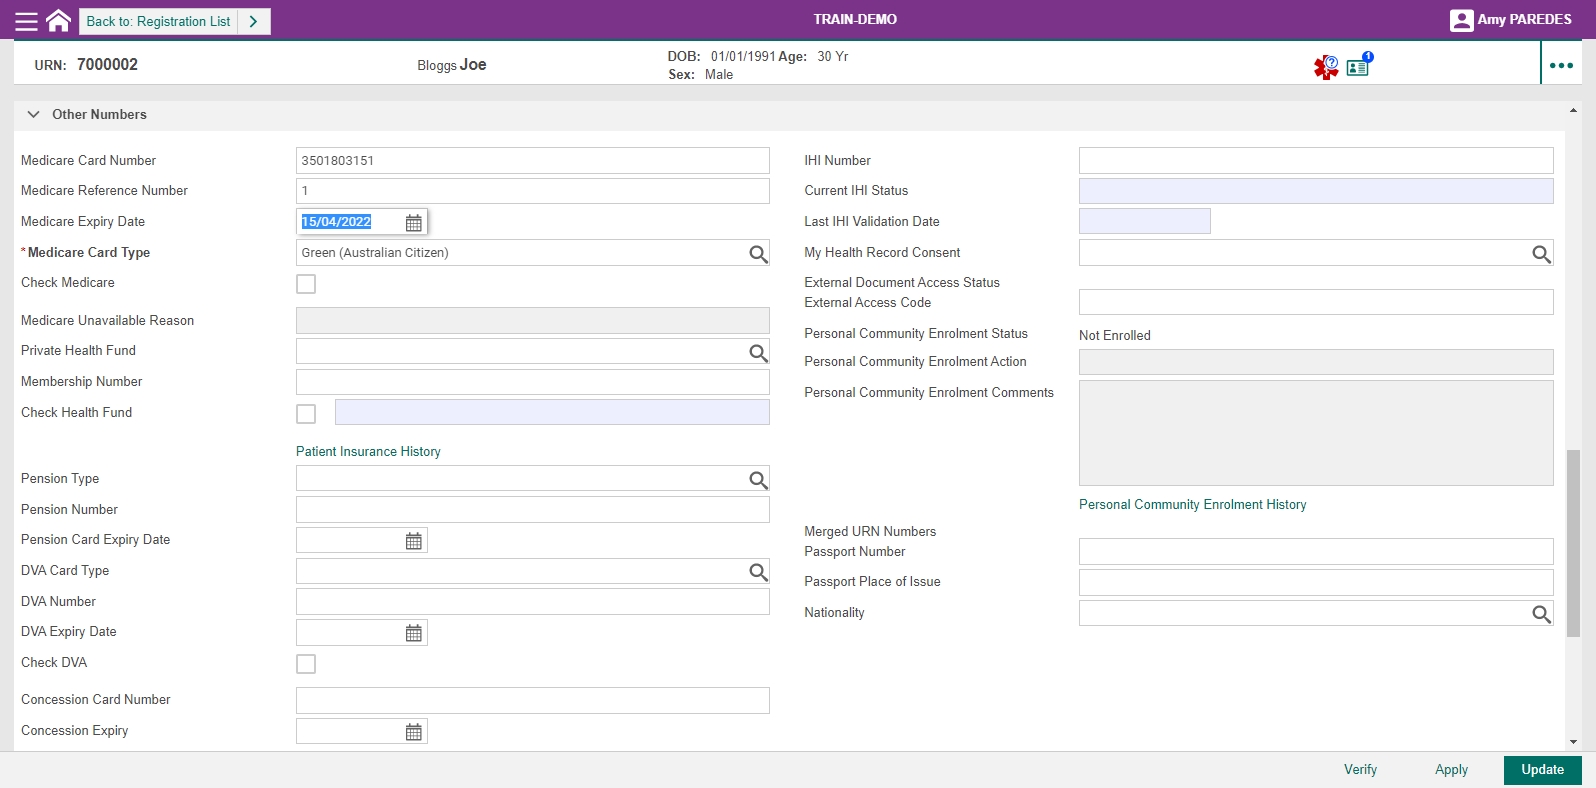 Back to: Registration List
TRAIN-DEMO
Amy PAREDES
URN: 7000002
Bloggs Joe
DOB: 01/01/1991 Age: 30 Yr
Sex: Male
?
1
Other Numbers
Medicare Card Number 3501803151
Medicare Reference Number 1
Medicare Expiry Date 15/04/2022
*Medicare Card Type Green (Australian Citizen)
Check Medicare
Medicare Unavailable Reason
Private Health Fund
Membership Number
Check Health Fund
Patient Insurance History
Pension Type
Pension Number
Pension Card Expiry Date
DVA Card Type
DVA Number
DVA Expiry Date
Check DVA
Concession Card Number
Concession Expiry
IHI Number
Current IHI Status
Last IHI Validation Date
My Health Record Consent
External Document Access Status
External Access Code
Personal Community Enrolment Status Not Enrolled
Personal Community Enrolment Action
Personal Community Enrolment Comments
Personal Community Enrolment History
Merged URN Numbers
Passport Number
Passport Place of Issue
Nationality
Verify
Apply
Update